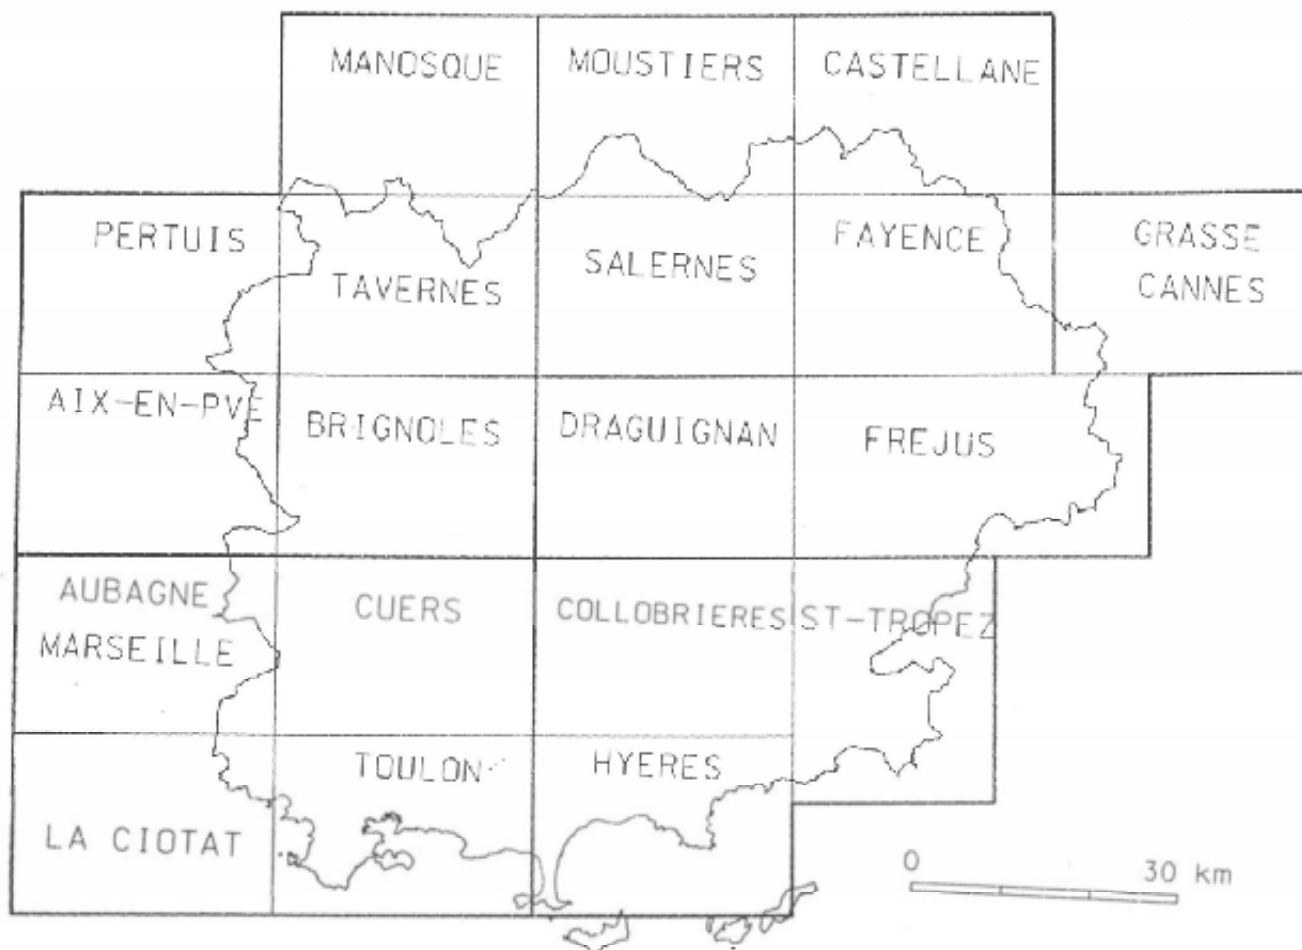 MANOSQUE
MOUSTIERS
CASTELLANE
PERTUIS
TAVERNES
SALERNES
FAYENCE
GRASSE
CANNES
AIX-EN-PVE
BRIGNOLES
DRAGUIGNAN
FREJUS
AUBAGNE
MARSEILLE
CUERS
COLLOBRIERES
ST-TROPEZ
LA CIOTAT
TOULON
HYERES
0 30 km